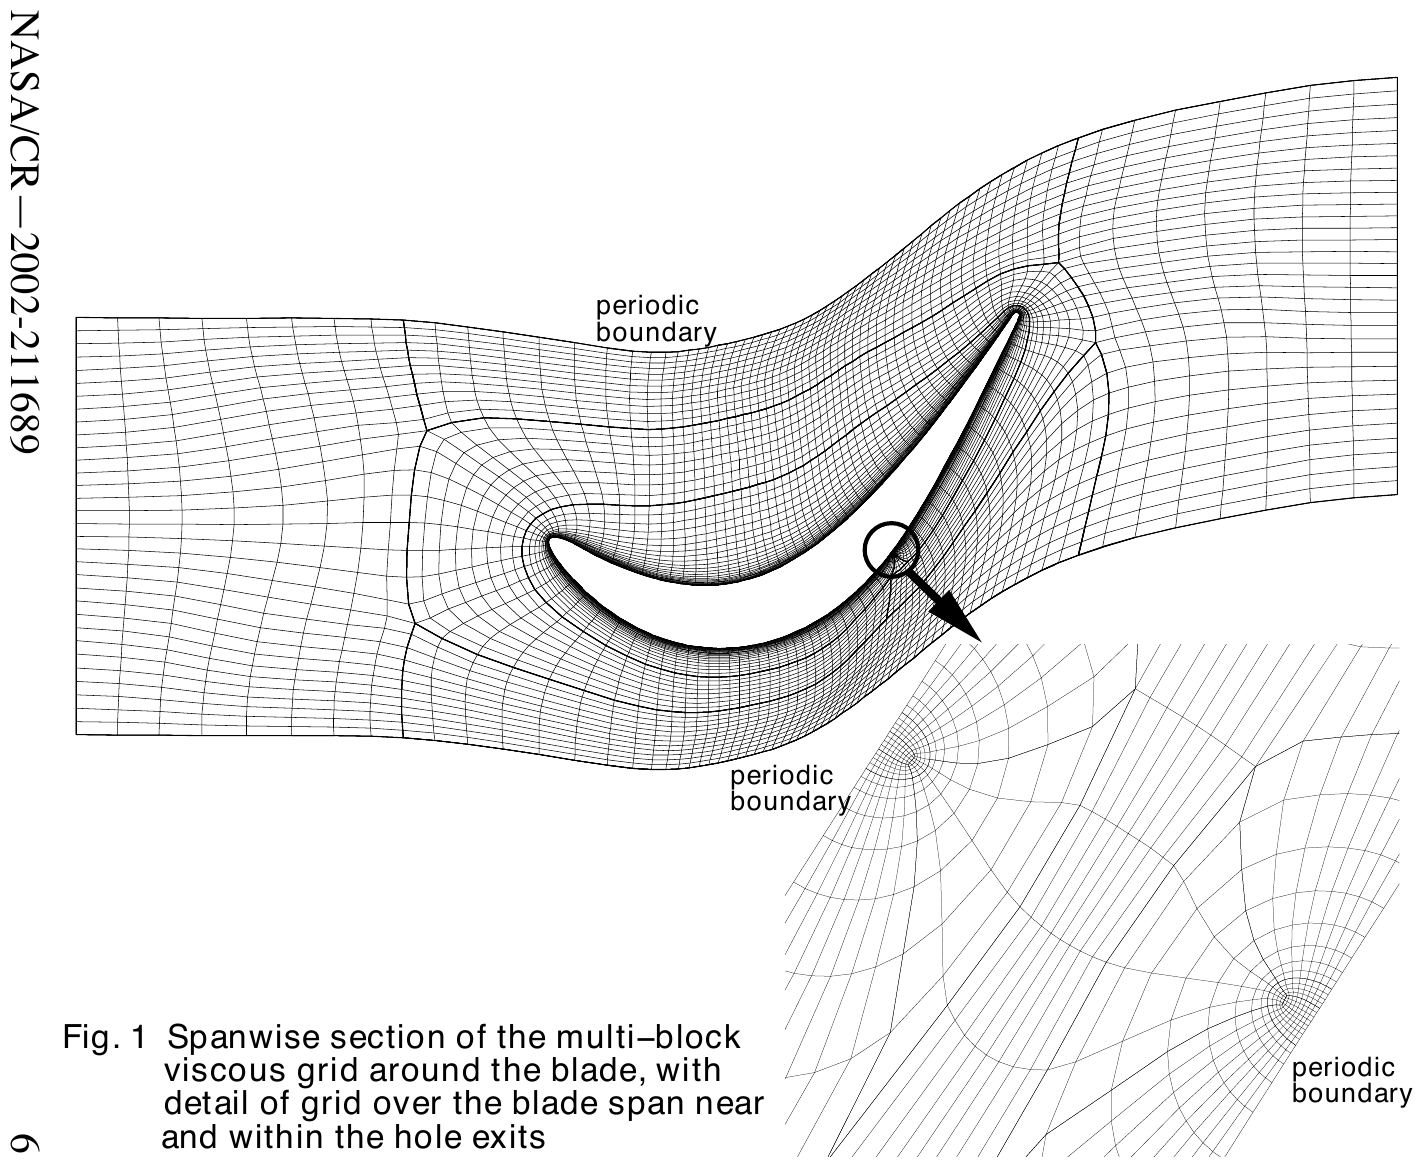 NASA/CR—2002-211689
periodic
boundary
periodic
boundary
periodic
boundary
Fig. 1 Spanwise section of the multi–block
viscous grid around the blade, with
detail of grid over the blade span near
and within the hole exits
6